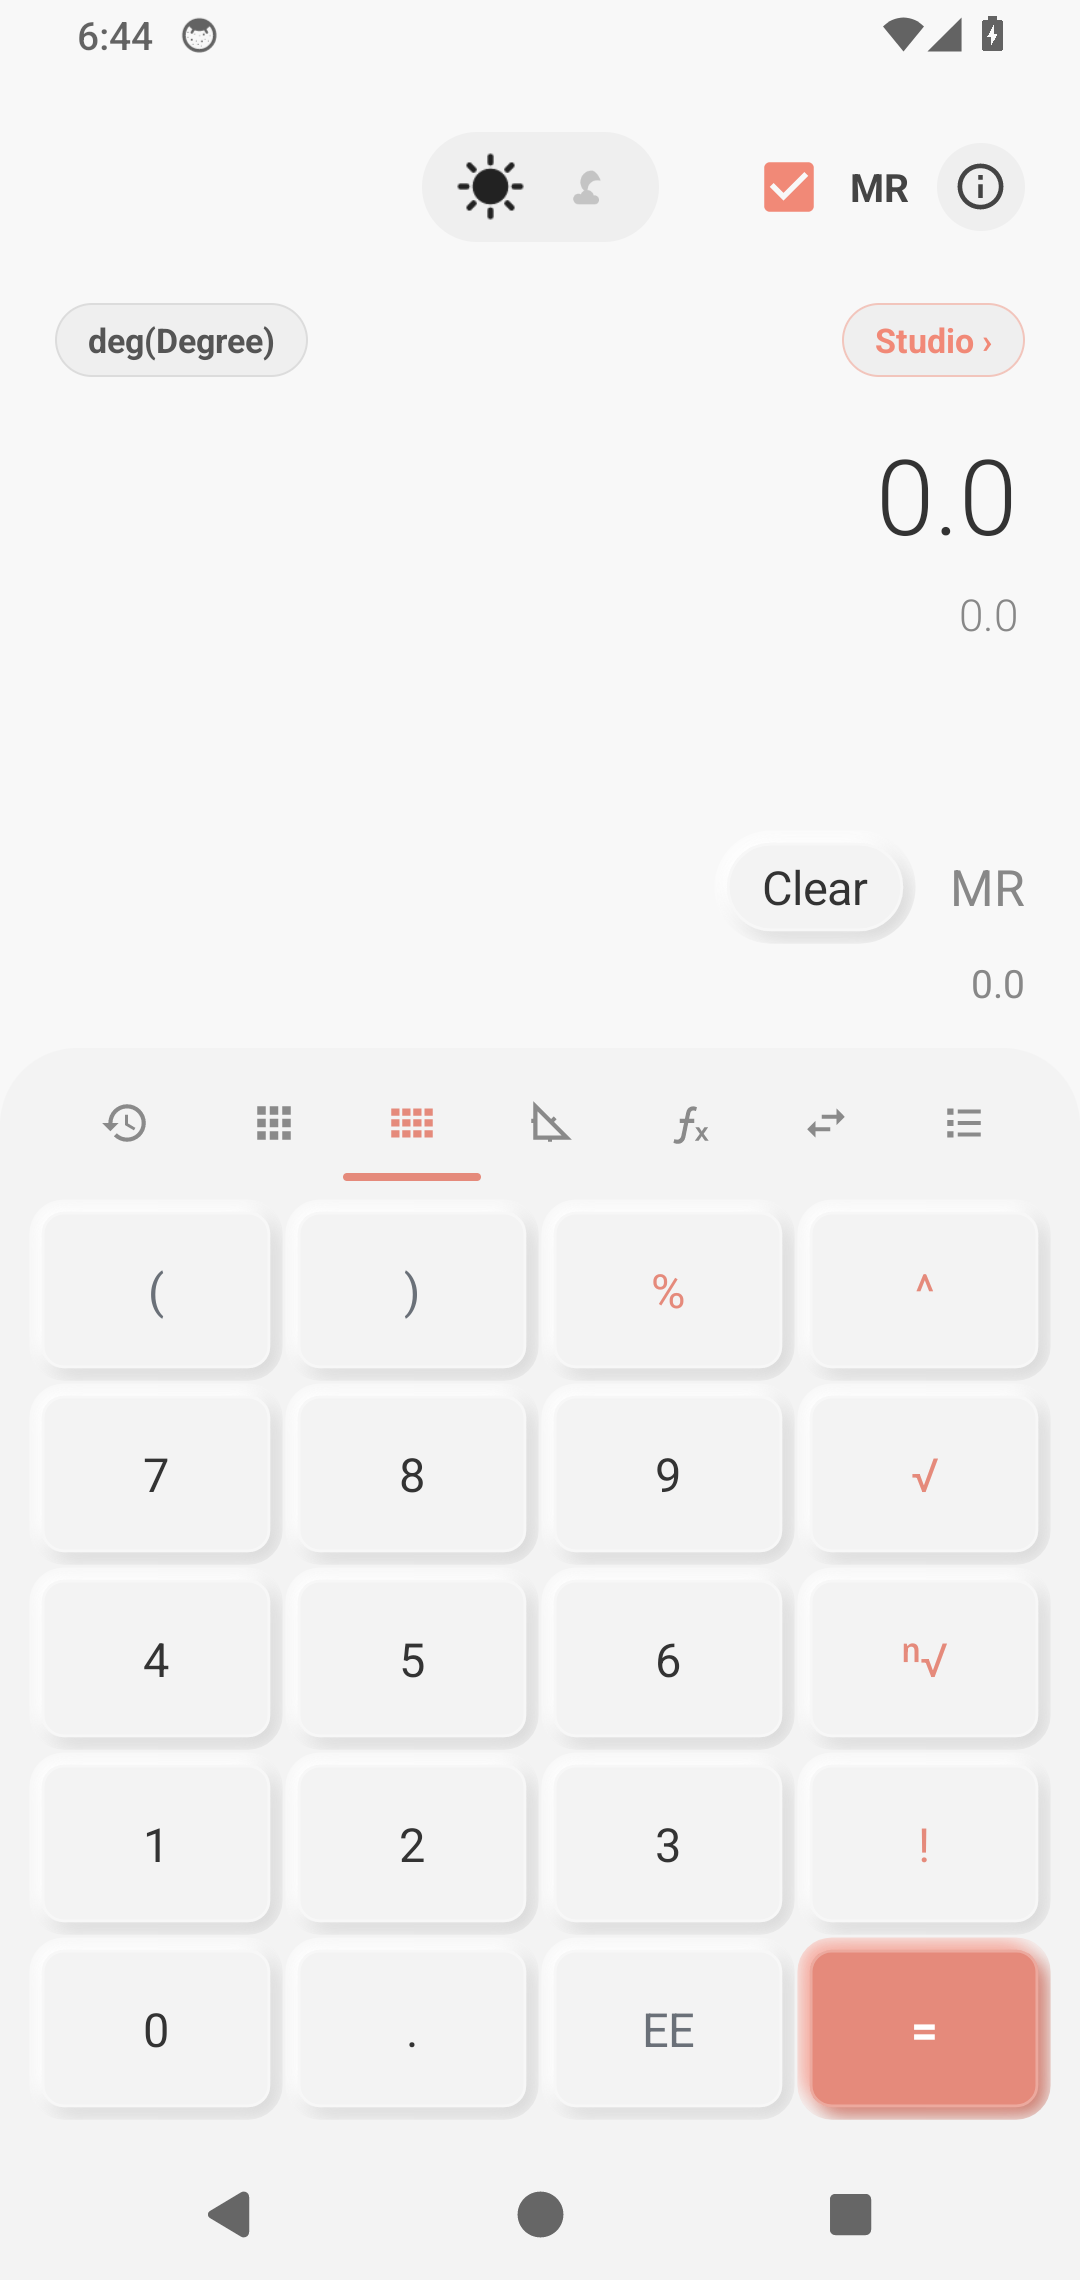 6:44
MR
deg(Degree)
Studio ›
0.0
0.0
Clear
MR
0.0
fx
( ) % ^
7 8 9 √
4 5 6 ⁿ√
1 2 3 !
0 . EE =